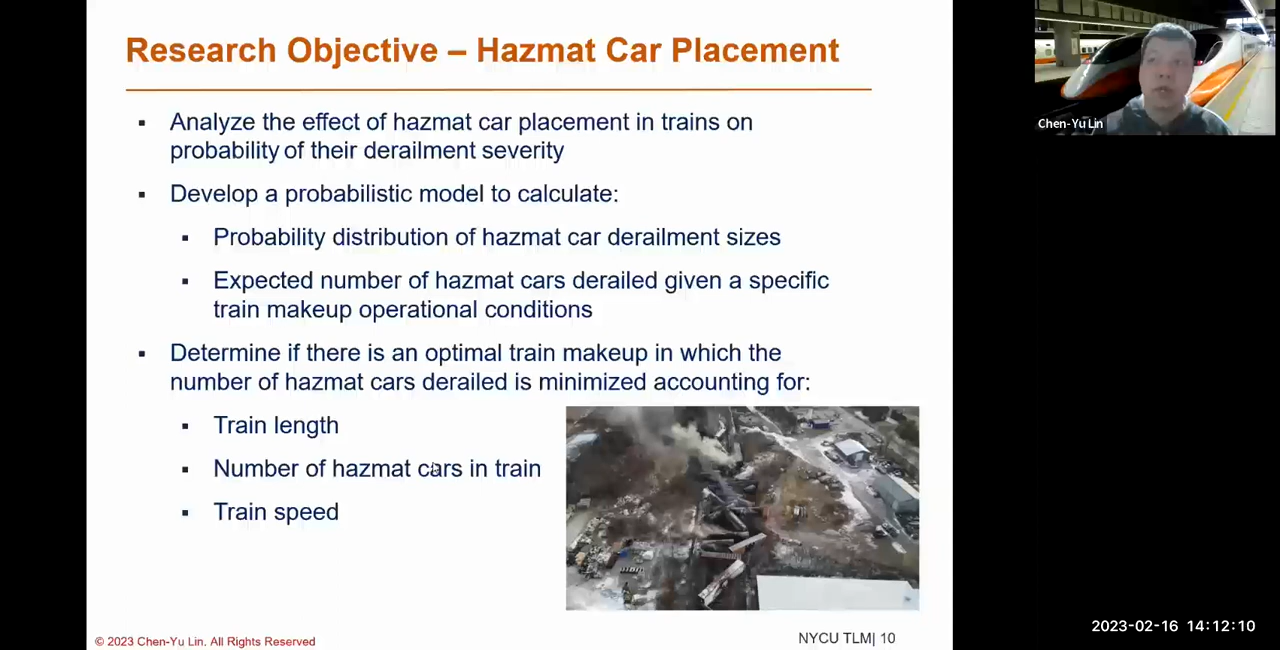 Research Objective – Hazmat Car Placement
▪ Analyze the effect of hazmat car placement in trains on
probability of their derailment severity
▪ Develop a probabilistic model to calculate:
▪ Probability distribution of hazmat car derailment sizes
▪ Expected number of hazmat cars derailed given a specific
train makeup operational conditions
▪ Determine if there is an optimal train makeup in which the
number of hazmat cars derailed is minimized accounting for:
▪ Train length
▪ Number of hazmat cars in train
▪ Train speed
© 2023 Chen-Yu Lin. All Rights Reserved
NYCU TLM| 10
Chen-Yu Lin
2023-02-16 14:12:10